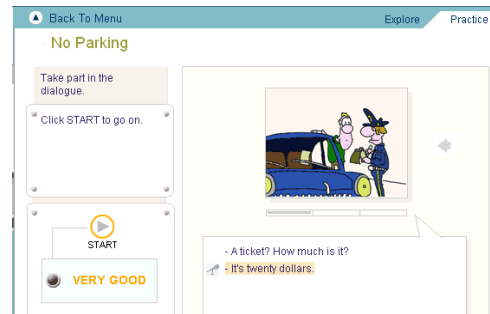 Back To Menu
Explore
Practice
No Parking
Take part in the
dialogue.
Click START to go on.
START
VERY GOOD
- A ticket? How much is it?
- It's twenty dollars.